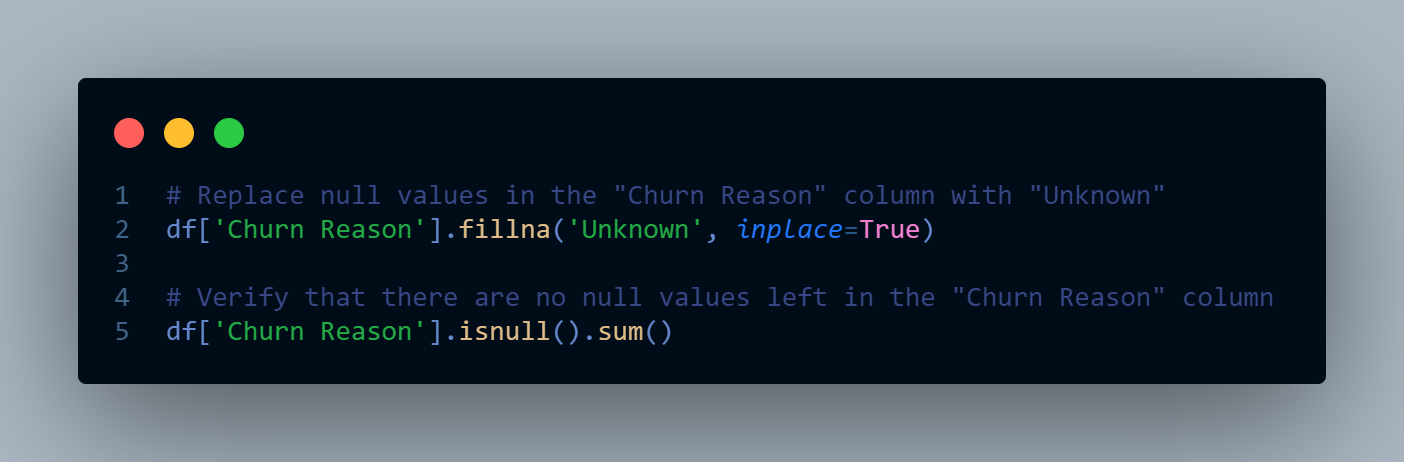 1 # Replace null values in the "Churn Reason" column with "Unknown"
2 df['Churn Reason'].fillna('Unknown', inplace=True)
3
4 # Verify that there are no null values left in the "Churn Reason" column
5 df['Churn Reason'].isnull().sum()